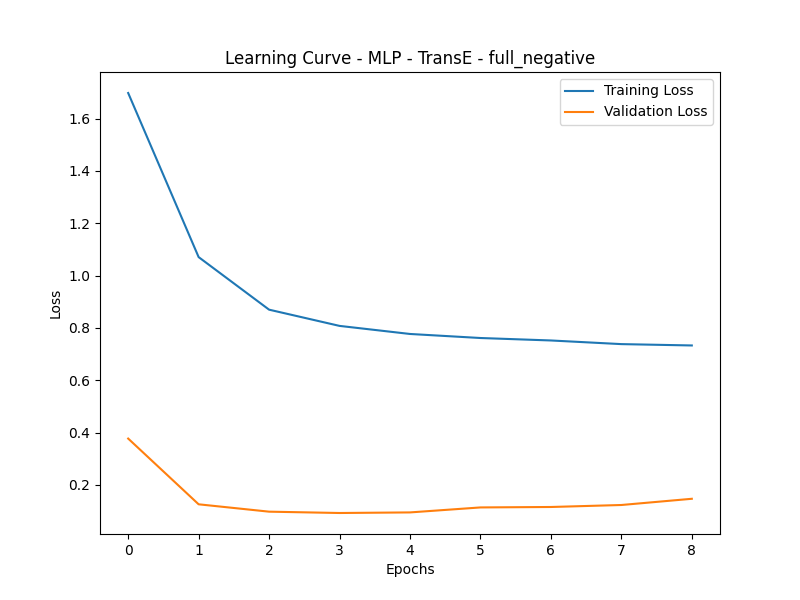 Learning Curve - MLP - TransE - full_negative
Training Loss
Validation Loss
1.6
1.4
1.2
1.0
0.8
0.6
0.4
0.2
Loss
0 1 2 3 4 5 6 7 8
Epochs